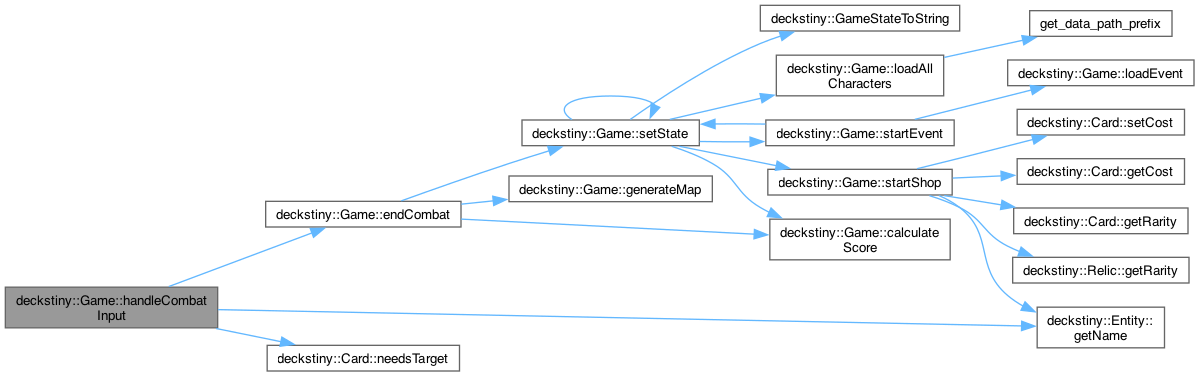 deckstiny::GameStateToString
get_data_path_prefix
deckstiny::Game::loadAll
Characters
deckstiny::Game::loadEvent
deckstiny::Game::setState
deckstiny::Game::startEvent
deckstiny::Card::setCost
deckstiny::Game::generateMap
deckstiny::Game::startShop
deckstiny::Card::getCost
deckstiny::Game::endCombat
deckstiny::Game::calculate
Score
deckstiny::Card::getRarity
deckstiny::Relic::getRarity
deckstiny::Game::handleCombat
Input
deckstiny::Entity::
getName
deckstiny::Card::needsTarget